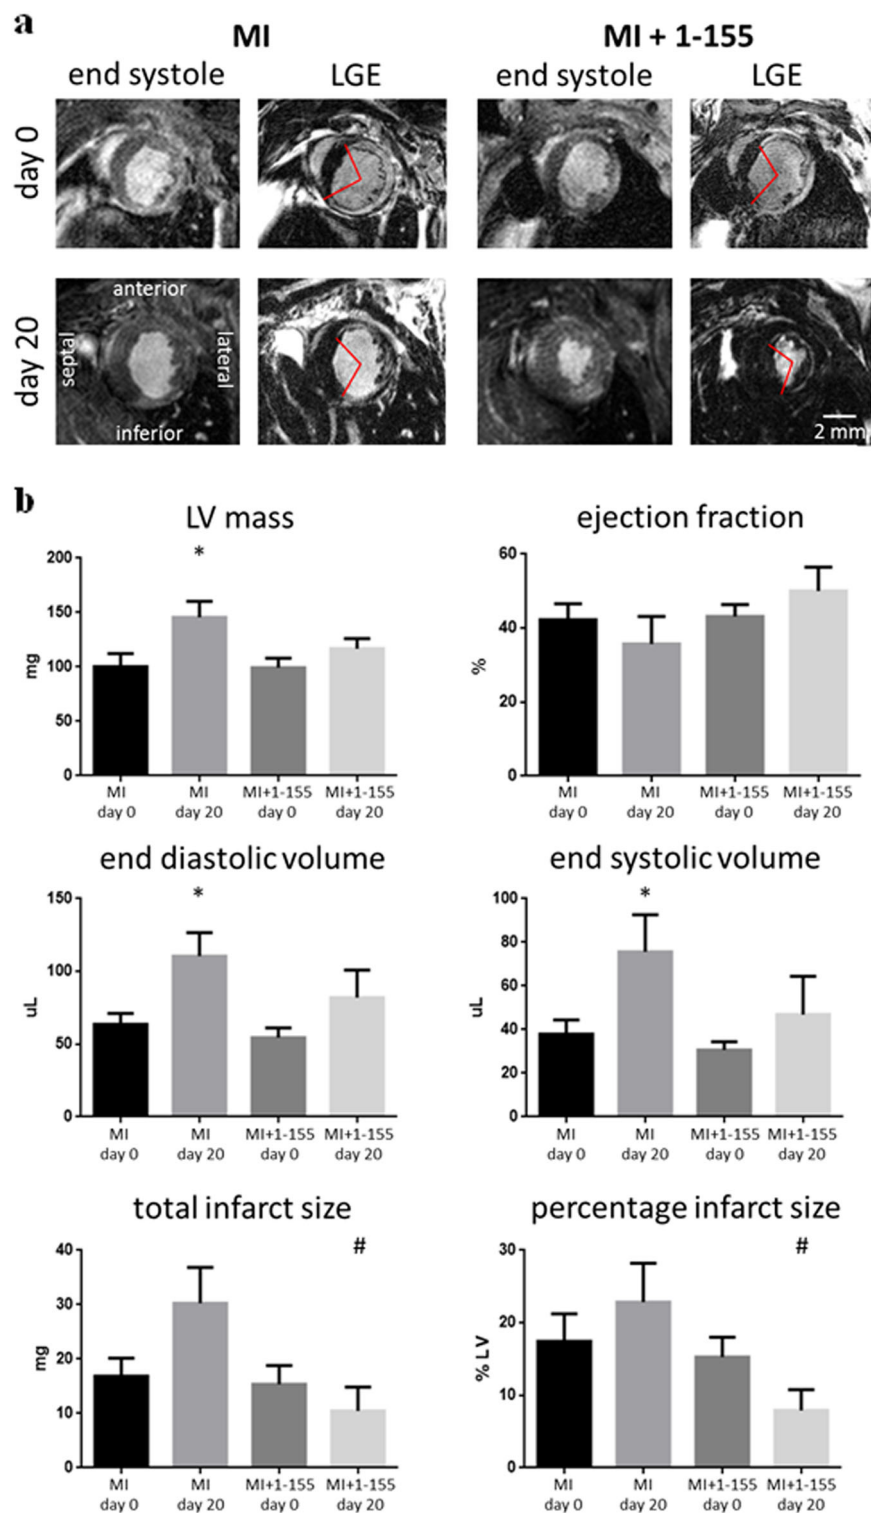 a
MI
MI + 1-155
end systole
LGE
end systole
LGE
day 0
day 20
anterior
septal
lateral
inferior
2 mm
b
LV mass
*
200
150
100
50
0
mg
MI
day 0
MI
day 20
MI+1-155
day 0
MI+1-155
day 20
ejection fraction
60
40
20
0
%
MI
day 0
MI
day 20
MI+1-155
day 0
MI+1-155
day 20
end diastolic volume
*
150
100
50
0
uL
MI
day 0
MI
day 20
MI+1-155
day 0
MI+1-155
day 20
end systolic volume
*
100
80
60
40
20
0
uL
MI
day 0
MI
day 20
MI+1-155
day 0
MI+1-155
day 20
total infarct size
#
40
30
20
10
0
mg
MI
day 0
MI
day 20
MI+1-155
day 0
MI+1-155
day 20
percentage infarct size
#
30
20
10
0
% LV
MI
day 0
MI
day 20
MI+1-155
day 0
MI+1-155
day 20